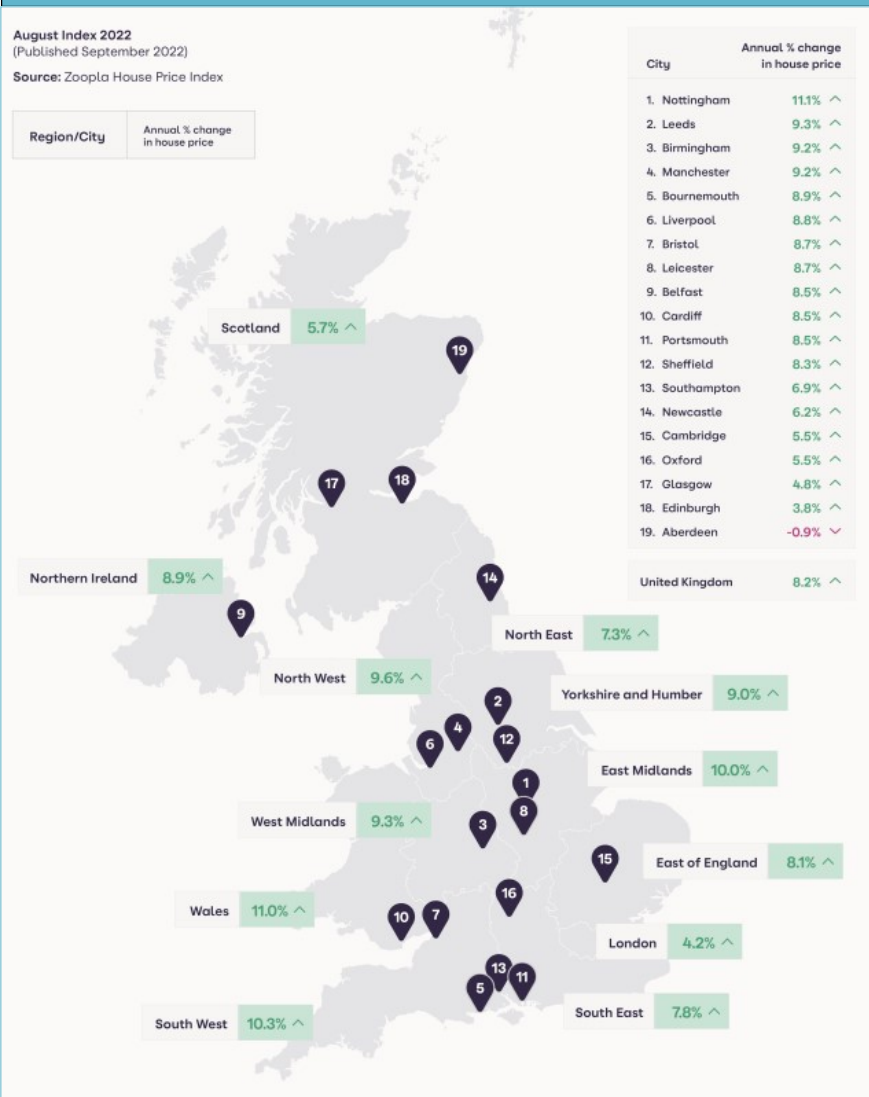 August Index 2022
(Published September 2022)
Source: Zoopla House Price Index
Region/City
Annual % change
in house price
City
Annual % change
in house price
1. Nottingham 11.1%
2. Leeds 9.3%
3. Birmingham 9.2%
4. Manchester 9.2%
5. Bournemouth 8.9%
6. Liverpool 8.8%
7. Bristol 8.7%
8. Leicester 8.7%
9. Belfast 8.5%
10. Cardiff 8.5%
11. Portsmouth 8.5%
12. Sheffield 8.3%
13. Southampton 6.9%
14. Newcastle 6.2%
15. Cambridge 5.5%
16. Oxford 5.5%
17. Glasgow 4.8%
18. Edinburgh 3.8%
19. Aberdeen -0.9%
United Kingdom 8.2%
Scotland 5.7%
19
17
18
Northern Ireland 8.9%
14
9
North East 7.3%
North West 9.6%
Yorkshire and Humber 9.0%
2
4
12
6
East Midlands 10.0%
1
8
West Midlands 9.3%
3
15
East of England 8.1%
16
Wales 11.0%
10
7
London 4.2%
13
11
5
South East 7.8%
South West 10.3%